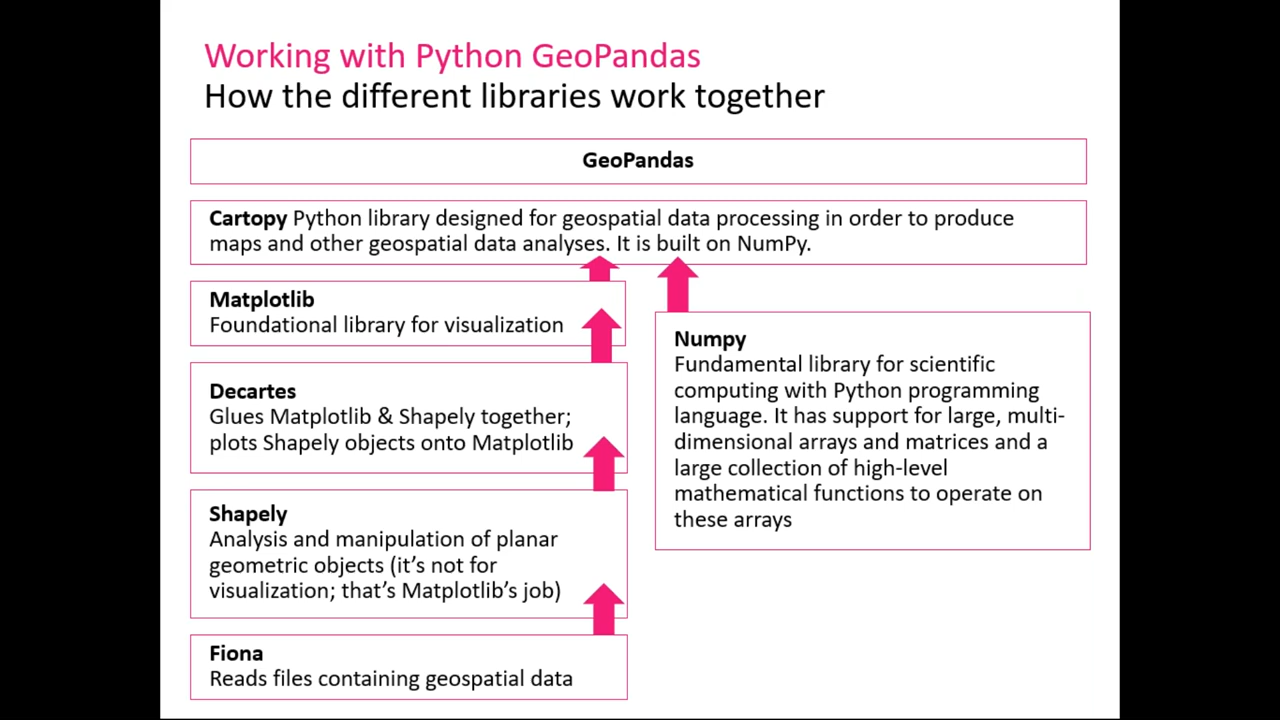 Working with Python GeoPandas
How the different libraries work together
GeoPandas
Cartopy Python library designed for geospatial data processing in order to produce
maps and other geospatial data analyses. It is built on NumPy.
Matplotlib
Foundational library for visualization
Decartes
Glues Matplotlib & Shapely together;
plots Shapely objects onto Matplotlib
Shapely
Analysis and manipulation of planar
geometric objects (it’s not for
visualization; that’s Matplotlib’s job)
Fiona
Reads files containing geospatial data
Numpy
Fundamental library for scientific
computing with Python programming
language. It has support for large, multi-
dimensional arrays and matrices and a
large collection of high-level
mathematical functions to operate on
these arrays